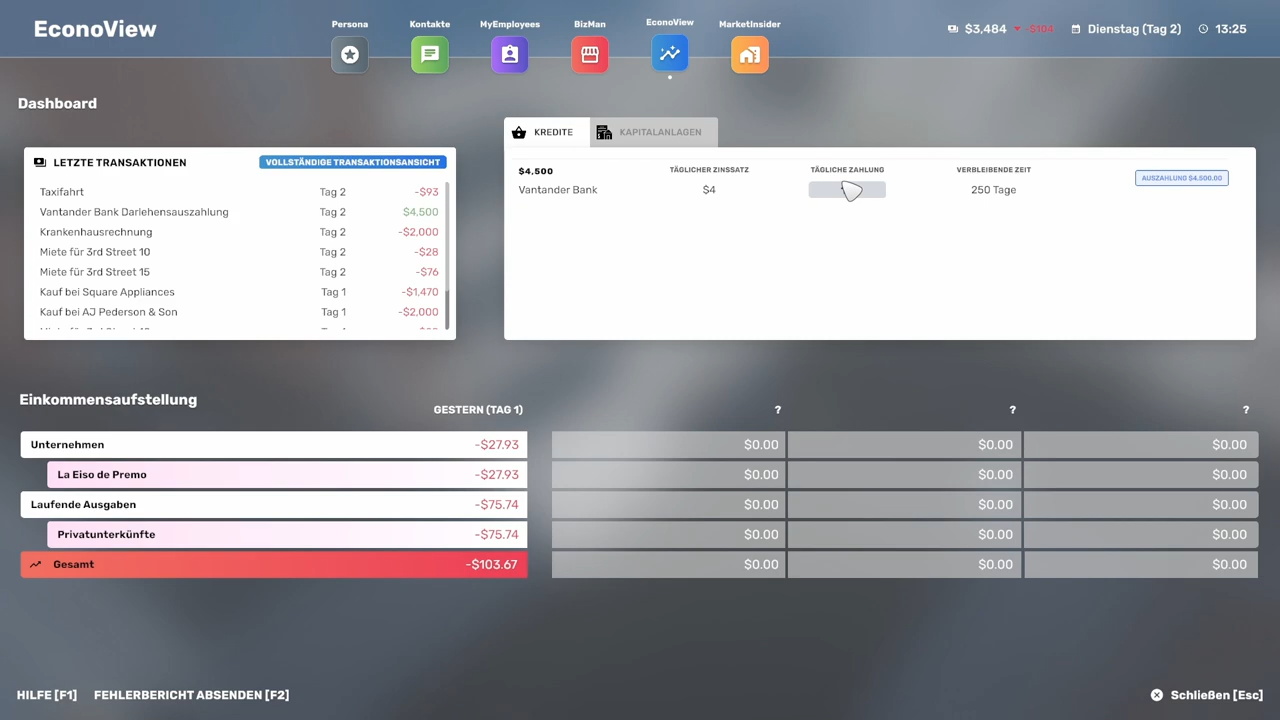 EconoView
Persona
Kontakte
MyEmployees
BizMan
EconoView
MarketInsider
$3,484 -$104 Dienstag (Tag 2) 13:25
Dashboard
LETZTE TRANSAKTIONEN
VOLLSTÄNDIGE TRANSAKTIONSANSICHT
Taxifahrt Tag 2 -$93
Vantander Bank Darlehensauszahlung Tag 2 $4,500
Krankenhausrechnung Tag 2 -$2,000
Miete für 3rd Street 10 Tag 2 -$28
Miete für 3rd Street 15 Tag 2 -$76
Kauf bei Square Appliances Tag 1 -$1,470
Kauf bei AJ Pederson & Son Tag 1 -$2,000
KREDITE
KAPITALANLAGEN
$4,500 TÄGLICHER ZINSSATZ TÄGLICHE ZAHLUNG VERBLEIBENDE ZEIT
Vantander Bank $4 250 Tage
AUSZAHLUNG $4,500.00
Einkommensaufstellung
GESTERN (TAG 1) ? ? ?
Unternehmen -$27.93 $0.00 $0.00 $0.00
La Eiso de Premo -$27.93 $0.00 $0.00 $0.00
Laufende Ausgaben -$75.74 $0.00 $0.00 $0.00
Privatunterkünfte -$75.74 $0.00 $0.00 $0.00
Gesamt -$103.67 $0.00 $0.00 $0.00
HILFE [F1] FEHLERBERICHT ABSENDEN [F2]
Schließen [Esc]